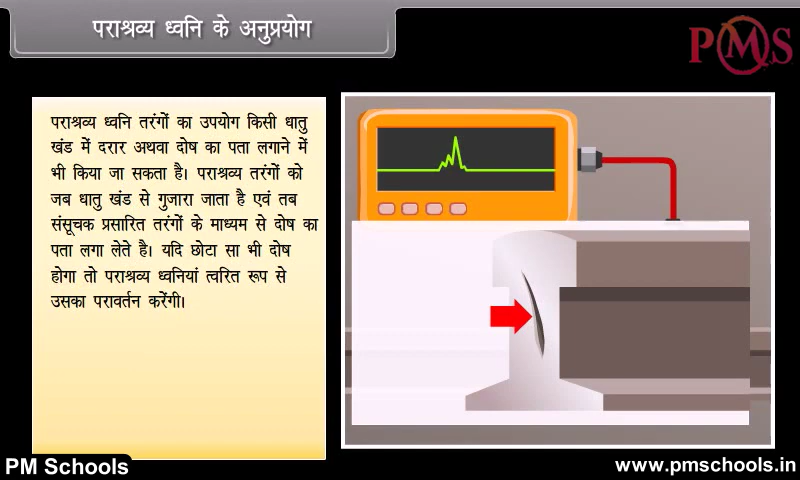 पराश्रव्य ध्वनि के अनुप्रयोग
PMS
पराश्रव्य ध्वनि तरंगों का उपयोग किसी धातु
खंड में दरार अथवा दोष का पता लगाने में
भी किया जा सकता है। पराश्रव्य तरंगों को
जब धातु खंड से गुजारा जाता है एवं तब
संसूचक प्रसारित तरंगों के माध्यम से दोष का
पता लगा लेते है। यदि छोटा सा भी दोष
होगा तो पराश्रव्य ध्वनियां त्वरित रूप से
उसका परावर्तन करेंगी।
PM Schools
www.pmschools.in